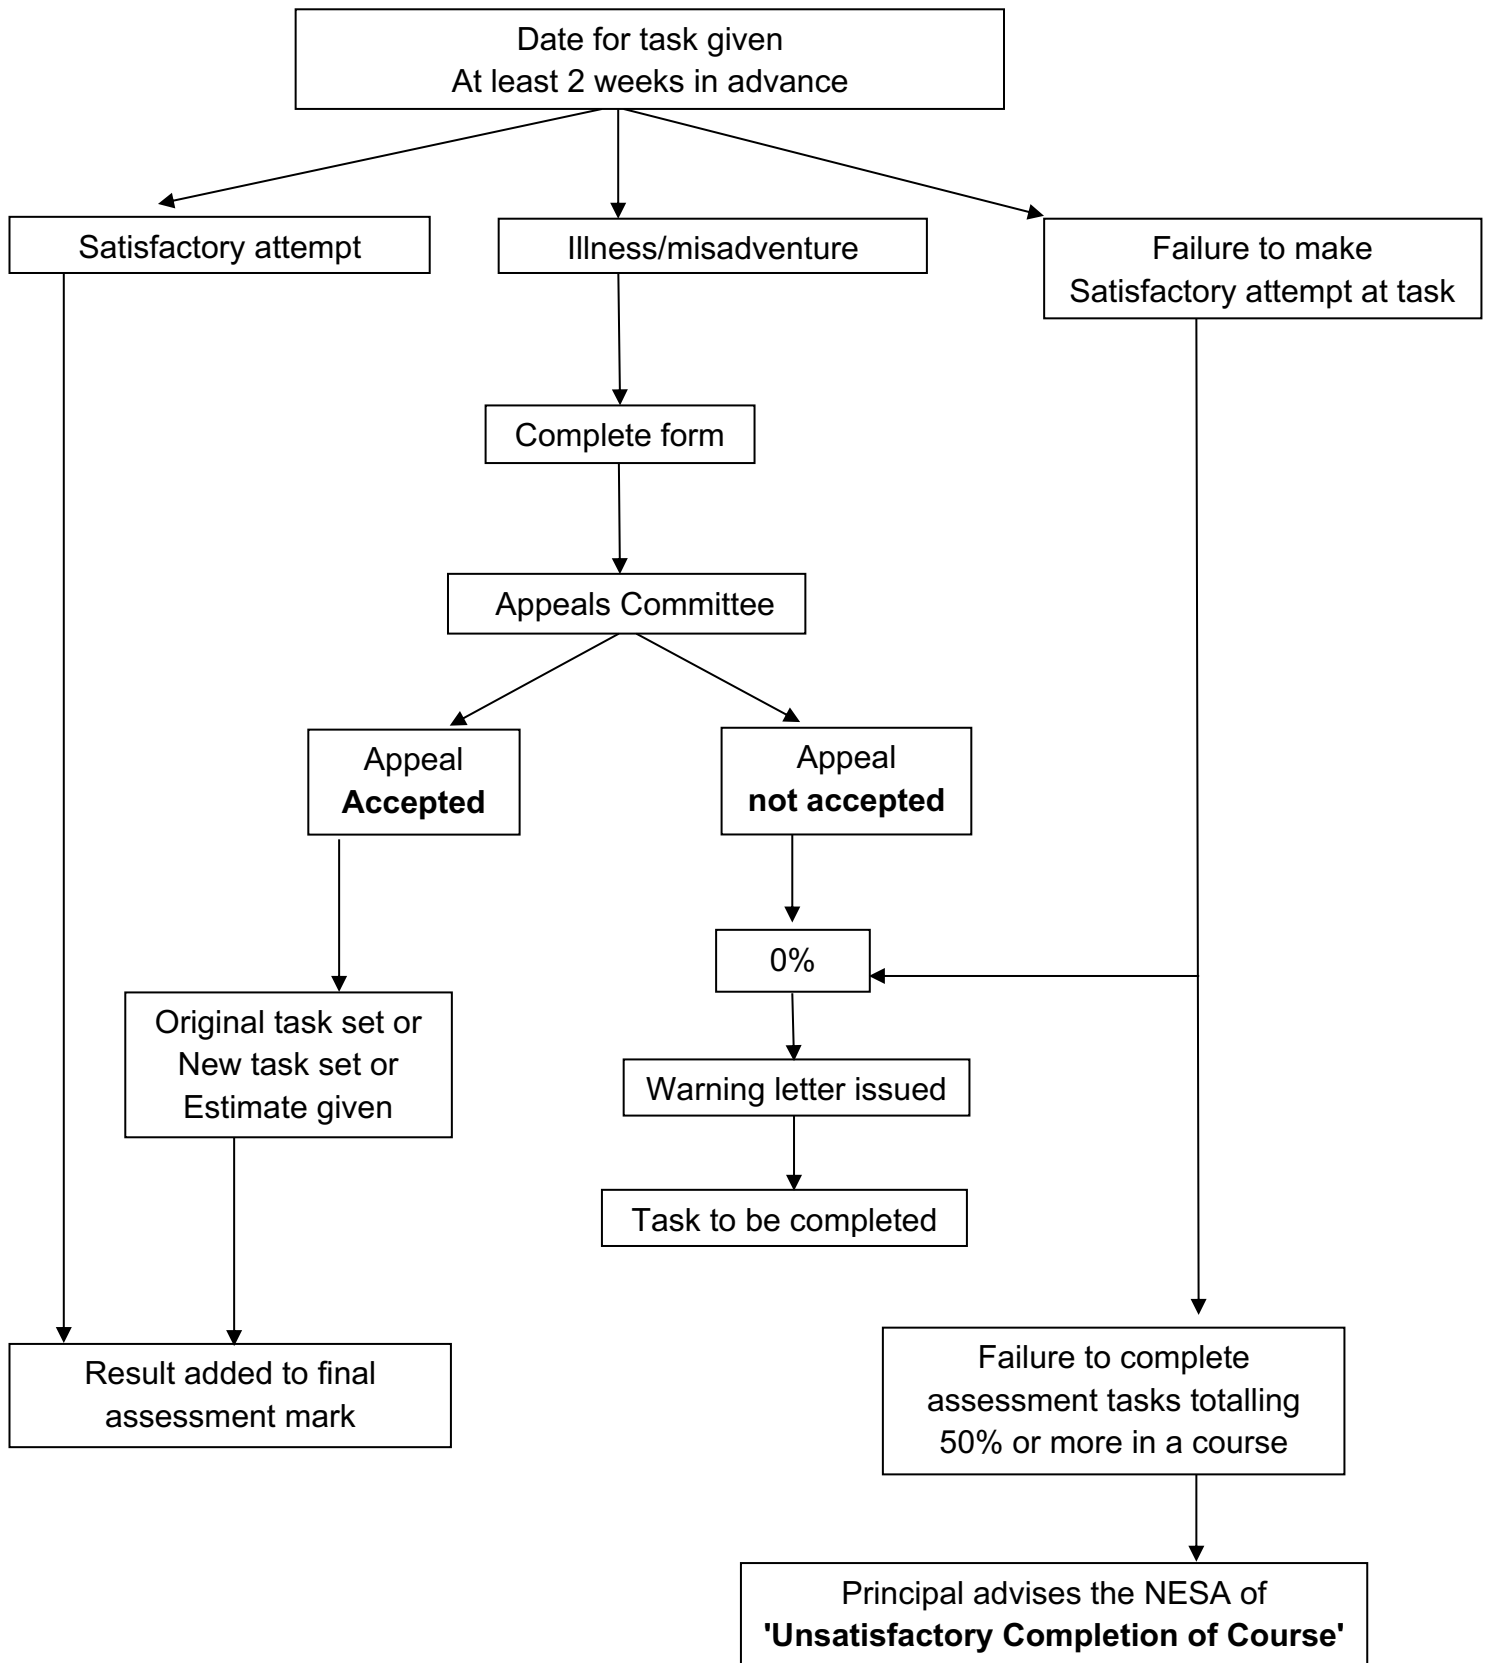 Date for task given
At least 2 weeks in advance
Satisfactory attempt
Illness/misadventure
Failure to make
Satisfactory attempt at task
Complete form
Appeals Committee
Appeal
Accepted
Appeal
not accepted
0%
Original task set or
New task set or
Estimate given
Warning letter issued
Task to be completed
Result added to final
assessment mark
Failure to complete
assessment tasks totalling
50% or more in a course
Principal advises the NESA of
'Unsatisfactory Completion of Course'